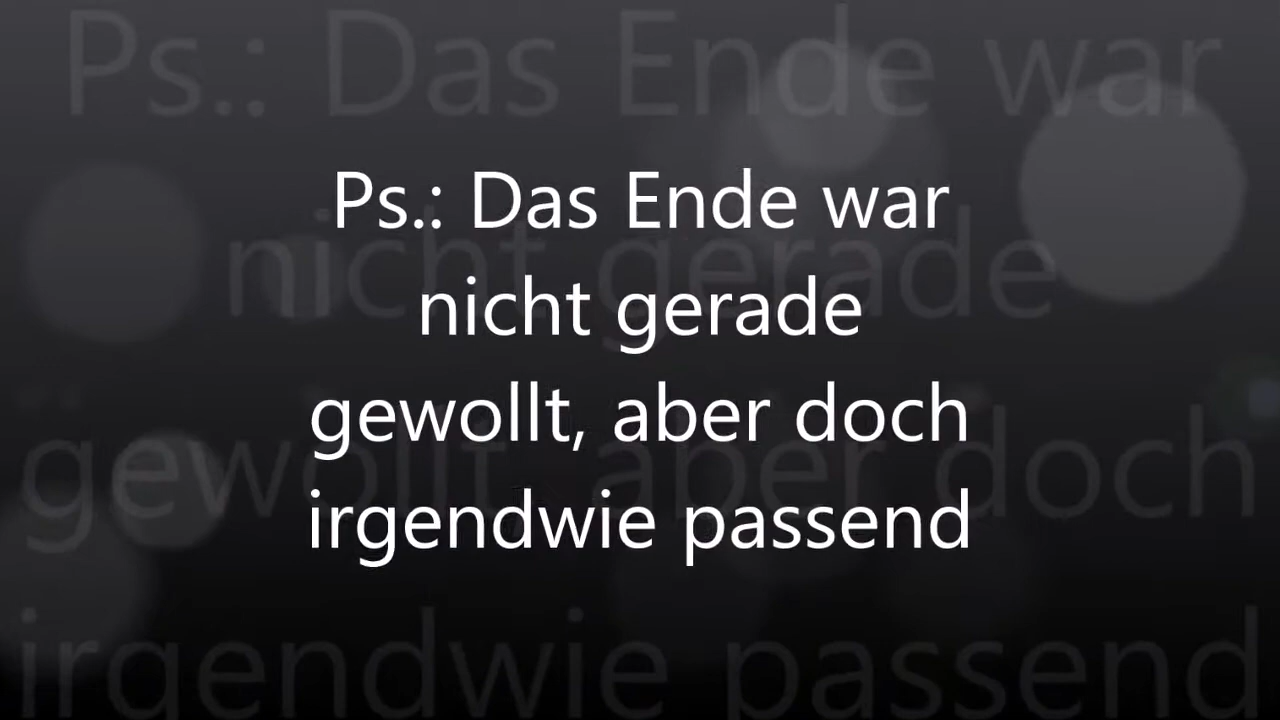 Ps.: Das Ende war
nicht gerade
gewollt, aber doch
irgendwie passend